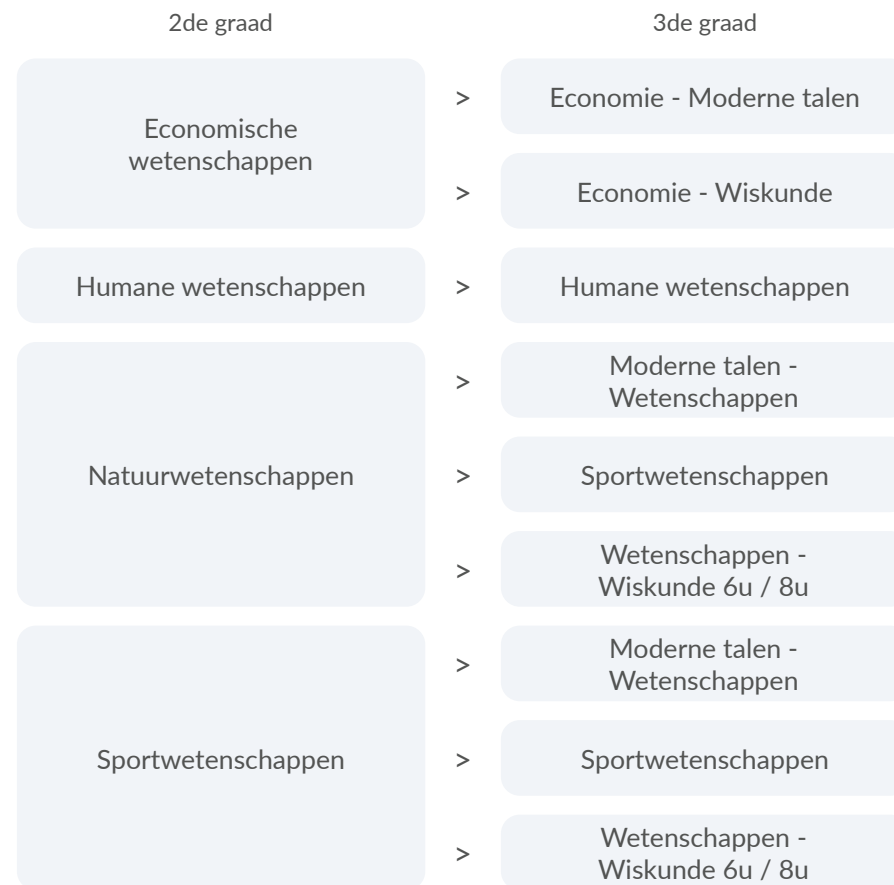 2de graad
3de graad
Economische
wetenschappen
>
Economie - Moderne talen
>
Economie - Wiskunde
Humane wetenschappen
>
Humane wetenschappen
Natuurwetenschappen
>
Moderne talen -
Wetenschappen
>
Sportwetenschappen
>
Wetenschappen -
Wiskunde 6u / 8u
Sportwetenschappen
>
Moderne talen -
Wetenschappen
>
Sportwetenschappen
>
Wetenschappen -
Wiskunde 6u / 8u